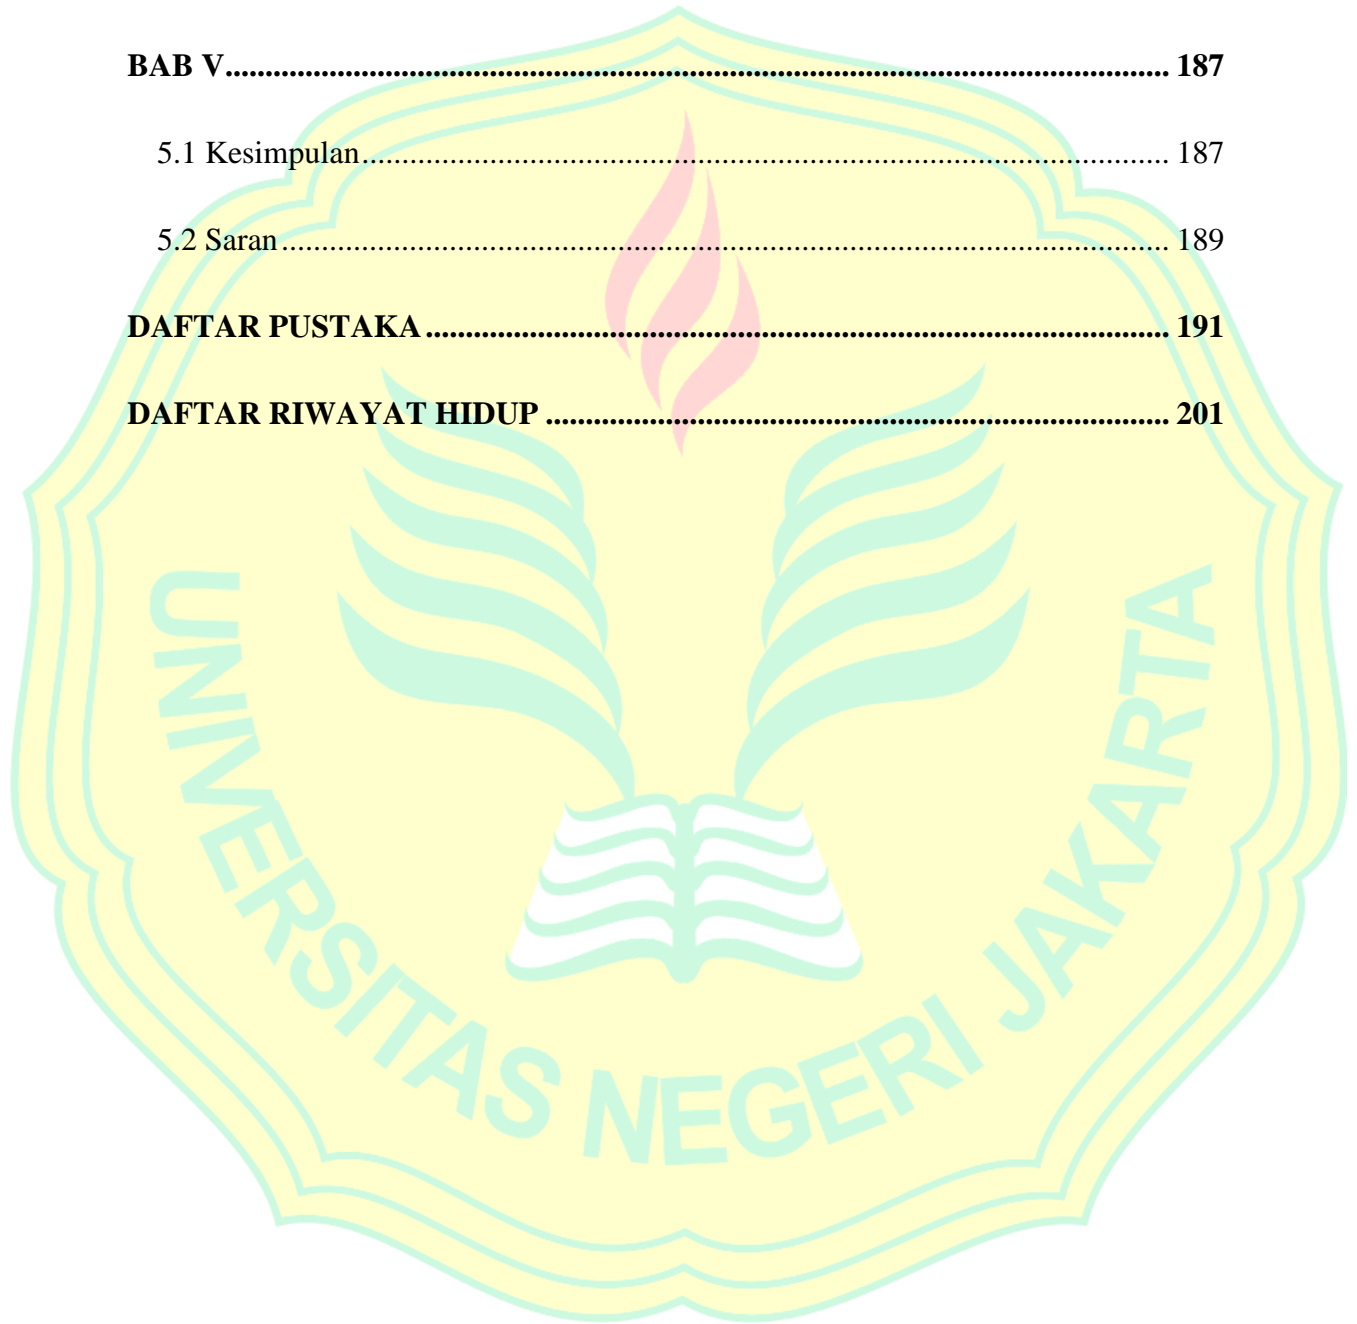 BAB V.................................................................................................................... 187
5.1 Kesimpulan.................................................................................................... 187
5.2 Saran.............................................................................................................. 189
DAFTAR PUSTAKA............................................................................................ 191
DAFTAR RIWAYAT HIDUP.............................................................................. 201
UNIVERSITAS NEGERI JAKARTA